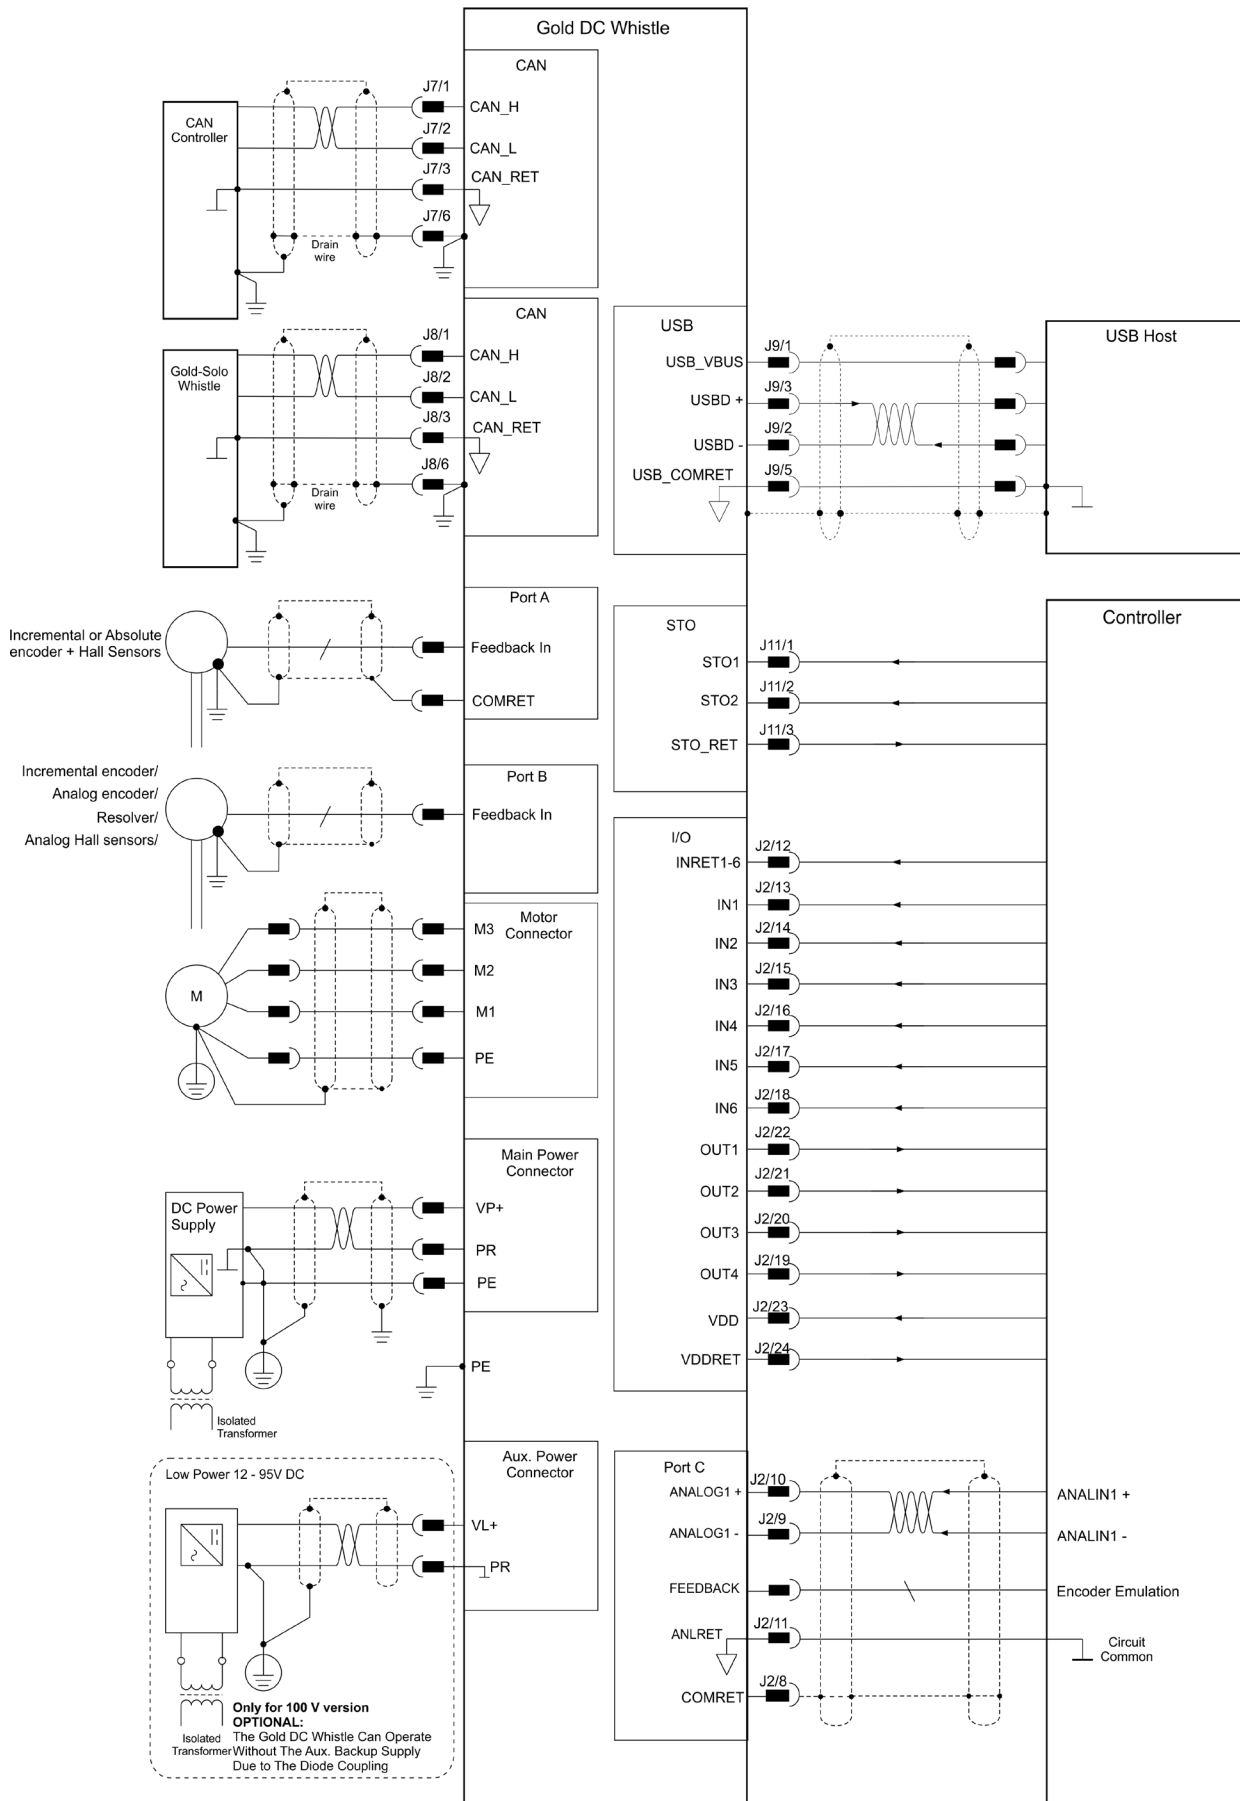 Gold DC Whistle
CAN
CAN
Controller
J7/1
CAN_H
J7/2
CAN_L
J7/3
CAN_RET
J7/6
Drain
wire
CAN
Gold-Solo
Whistle
J8/1
CAN_H
J8/2
CAN_L
J8/3
CAN_RET
J8/6
Drain
wire
Port A
Incremental or Absolute
encoder + Hall Sensors
Feedback In
COMRET
Port B
Incremental encoder/
Analog encoder/
Resolver/
Analog Hall sensors/
Feedback In
Motor
Connector
M3
M2
M
M1
PE
Main Power
Connector
DC Power
Supply
VP+
PR
PE
PE
Isolated
Transformer
Aux. Power
Connector
Low Power 12 - 95V DC
VL+
PR
Isolated
Transformer
Only for 100 V version
OPTIONAL:
The Gold DC Whistle Can Operate
Without The Aux. Backup Supply
Due to The Diode Coupling
USB
USB Host
USB_VBUS
J9/1
USBD +
J9/3
USBD -
J9/2
USB_COMRET
J9/5
STO
Controller
STO1
J11/1
STO2
J11/2
STO_RET
J11/3
I/O
INRET1-6
J2/12
IN1
J2/13
IN2
J2/14
IN3
J2/15
IN4
J2/16
IN5
J2/17
IN6
J2/18
OUT1
J2/22
OUT2
J2/21
OUT3
J2/20
OUT4
J2/19
VDD
J2/23
VDDRET
J2/24
Port C
ANALOG1 +
J2/10
ANALIN1 +
ANALOG1 -
J2/9
ANALIN1 -
FEEDBACK
Encoder Emulation
ANLRET
J2/11
Circuit
Common
COMRET
J2/8